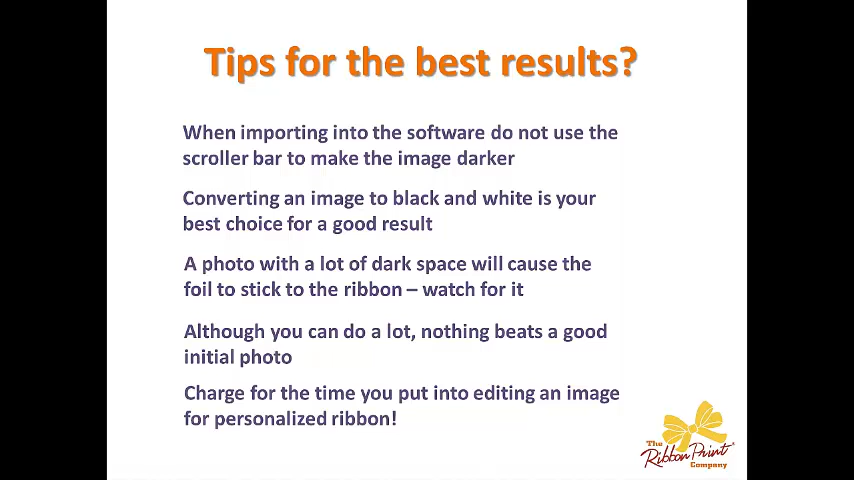 Tips for the best results?
When importing into the software do not use the
scroller bar to make the image darker
Converting an image to black and white is your
best choice for a good result
A photo with a lot of dark space will cause the
foil to stick to the ribbon – watch for it
Although you can do a lot, nothing beats a good
initial photo
Charge for the time you put into editing an image
for personalized ribbon!
The
Ribbon Print
Company